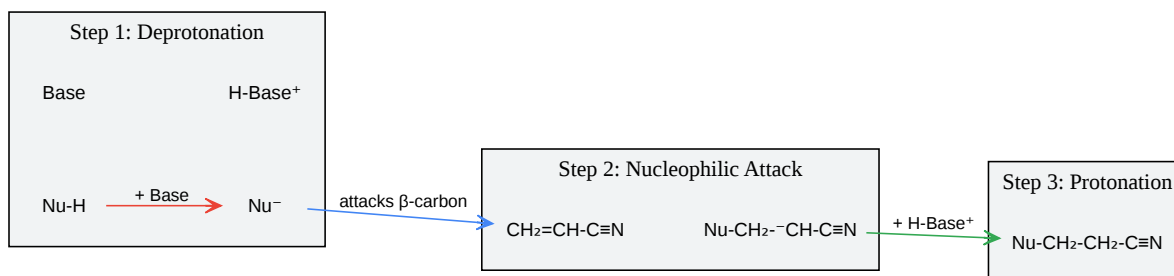 Step 1: Deprotonation
Base
H-Base⁺
Nu-H
+ Base
Nu⁻
attacks β-carbon
Step 2: Nucleophilic Attack
CH₂=CH-C≡N
Nu-CH₂-⁻CH-C≡N
+ H-Base⁺
Step 3: Protonation
Nu-CH₂-CH₂-C≡N